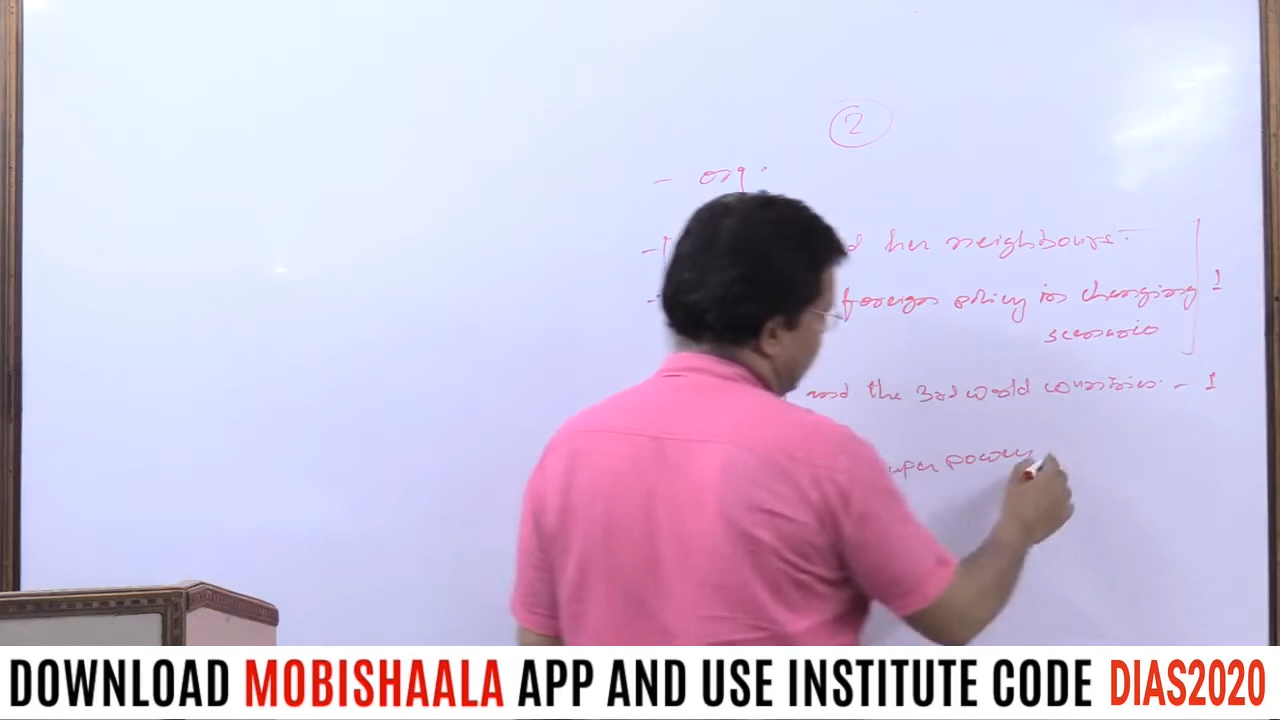 2
- org.
- d her neighbours.
- foreign policy in changing 1
scenario
and the 3rd world countries. - 1
uper power
DOWNLOAD MOBISHAALA APP AND USE INSTITUTE CODE DIAS2020